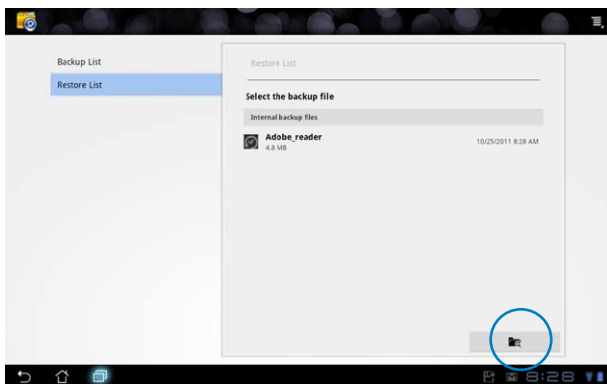 Backup List
Restore List
Restore List
Select the backup file
Internal backup files
Adobe_reader
4.8 MB
10/25/2011 8:28 AM
8:28